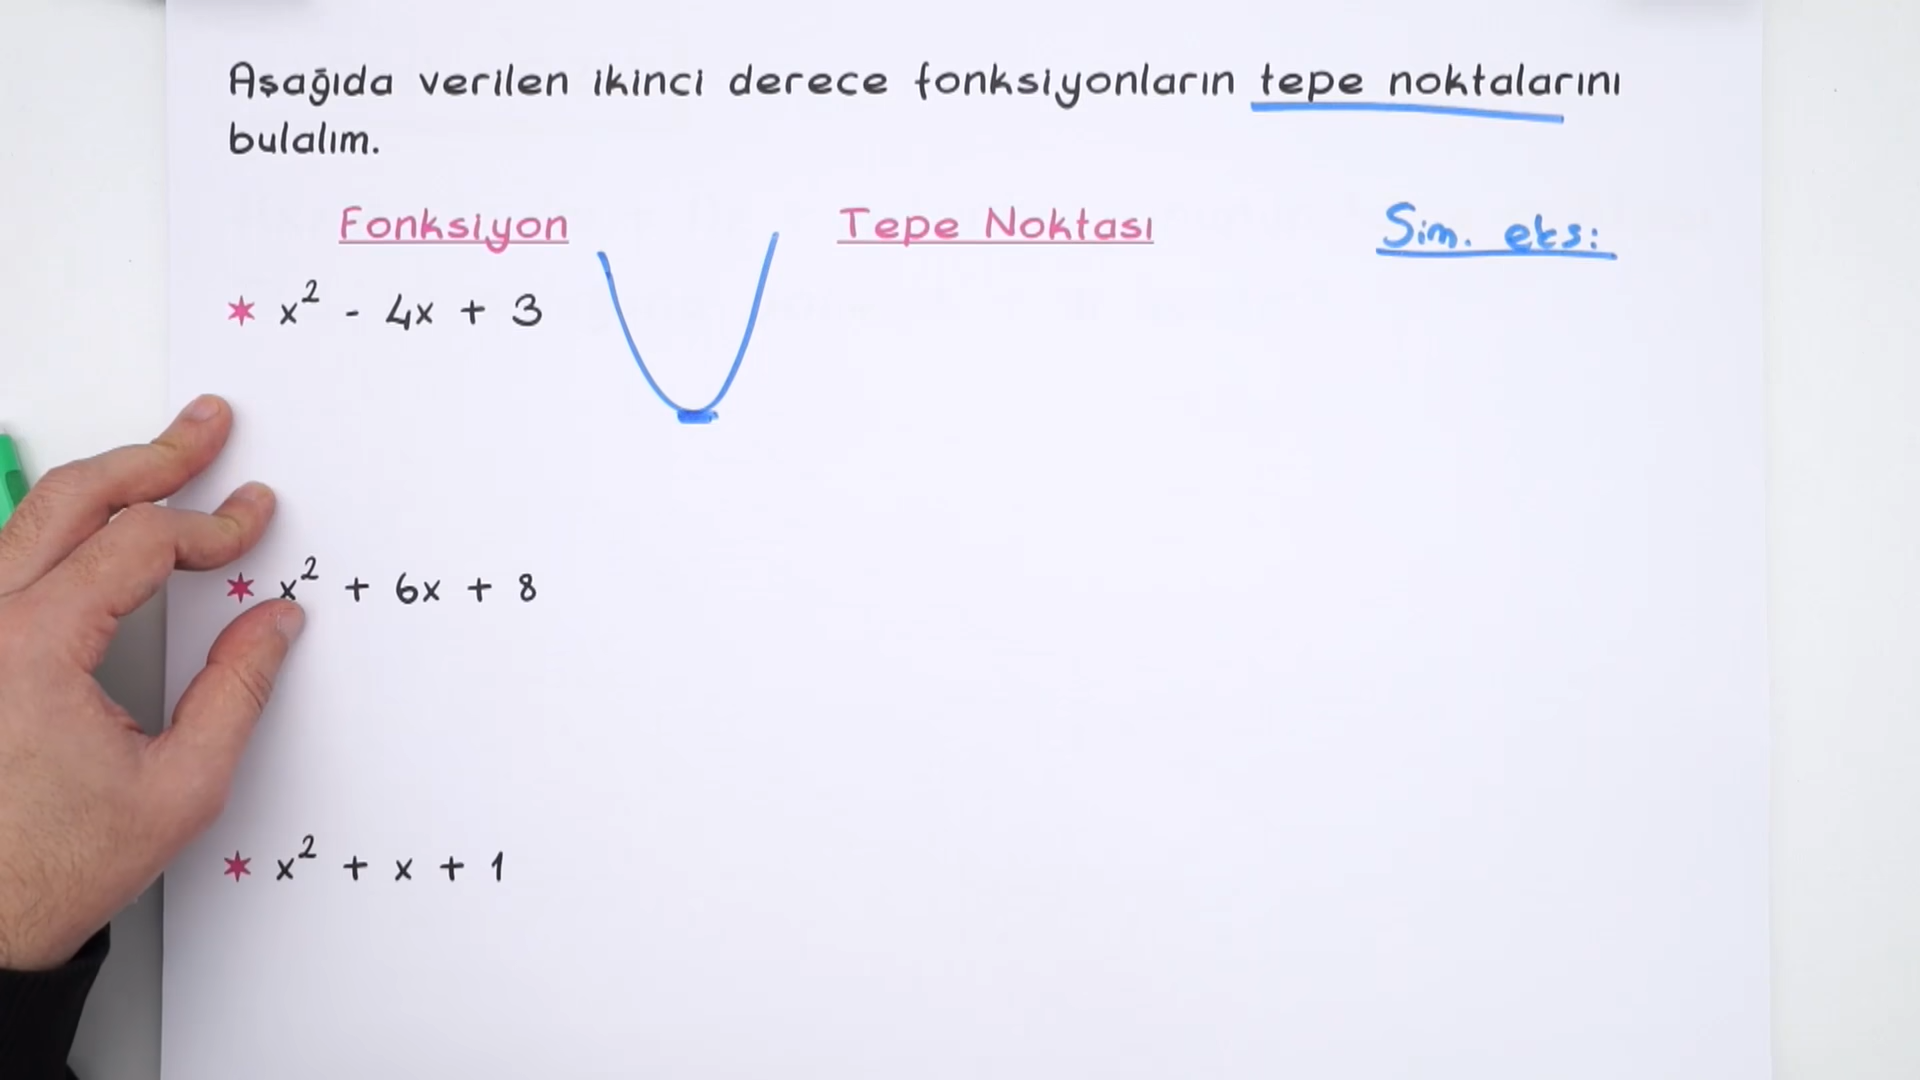 Aşağıda verilen ikinci derece fonksiyonların tepe noktalarını
bulalım.
Fonksiyon Tepe Noktası Sim. eks:
✶ x² - 4x + 3
✶ x² + 6x + 8
✶ x² + x + 1